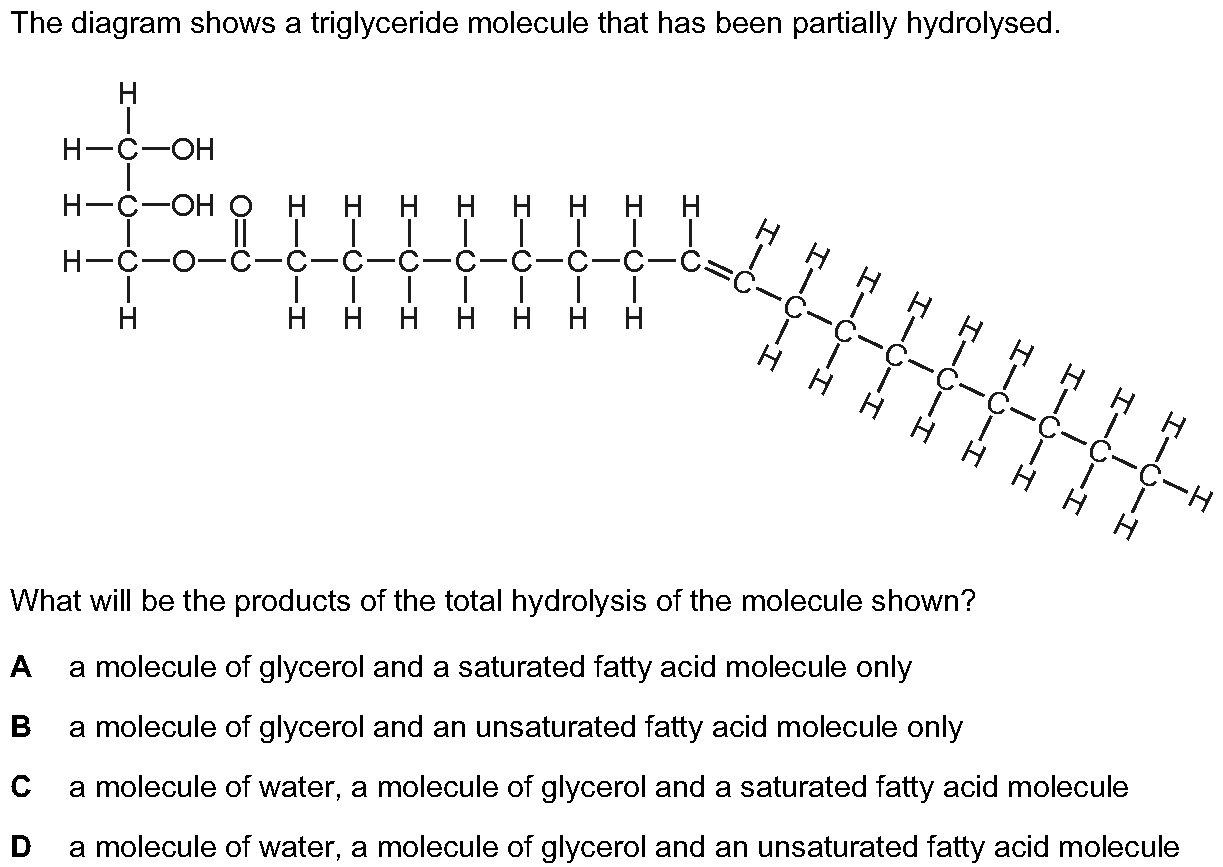 The diagram shows a triglyceride molecule that has been partially hydrolysed.
H
H C OH
H C OH O H H H H H H H H
H C O C C C C C C C C C
H H H H H H H H
H H H H H H H H H
C C C C C C C C C H
H H H H H H H H
What will be the products of the total hydrolysis of the molecule shown?
A a molecule of glycerol and a saturated fatty acid molecule only
B a molecule of glycerol and an unsaturated fatty acid molecule only
C a molecule of water, a molecule of glycerol and a saturated fatty acid molecule
D a molecule of water, a molecule of glycerol and an unsaturated fatty acid molecule